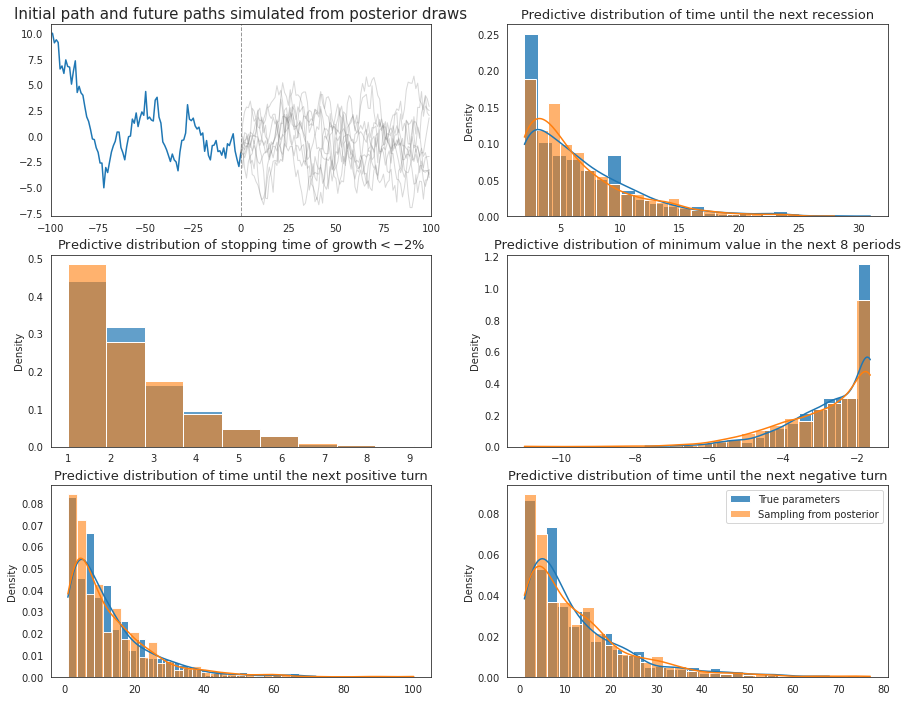 Initial path and future paths simulated from posterior draws
10.0
7.5
5.0
2.5
0.0
−2.5
−5.0
−7.5
−100 −75 −50 −25 0 25 50 75 100
Predictive distribution of time until the next recession
Density
0.25
0.20
0.15
0.10
0.05
0.00
5 10 15 20 25 30
Predictive distribution of stopping time of growth < −2%
Density
0.5
0.4
0.3
0.2
0.1
0.0
1 2 3 4 5 6 7 8 9
Predictive distribution of minimum value in the next 8 periods
Density
1.2
1.0
0.8
0.6
0.4
0.2
0.0
−10 −8 −6 −4 −2
Predictive distribution of time until the next positive turn
Density
0.08
0.07
0.06
0.05
0.04
0.03
0.02
0.01
0.00
0 20 40 60 80 100
Predictive distribution of time until the next negative turn
True parameters
Sampling from posterior
Density
0.08
0.06
0.04
0.02
0.00
0 10 20 30 40 50 60 70 80